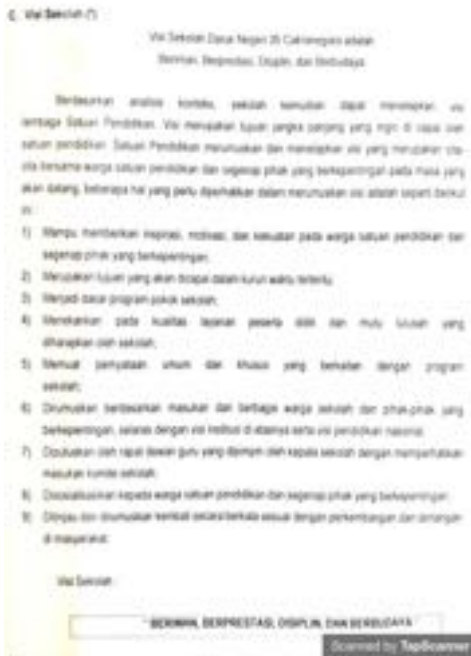 C. Visi Sekolah (*)
Visi Sekolah Dasar Negeri 35 Cakranegara adalah
Beriman, Berprestasi, Disiplin, dan Berbudaya
Berdasarkan analisis konteks, sekolah kemudian dapat menetapkan visi
lembaga Satuan Pendidikan. Visi merupakan tujuan jangka panjang yang ingin di capai oleh
satuan pendidikan. Satuan Pendidikan merumuskan dan menetapkan visi yang merupakan cita-
cita bersama warga satuan pendidikan dan segenap pihak yang berkepentingan pada masa yang
akan datang, beberapa hal yang perlu diperhatikan dalam merumuskan visi adalah seperti berikut
ini :
1) Mampu memberikan inspirasi, motivasi, dan kekuatan pada warga satuan pendidikan dan
segenap pihak yang berkepentingan;
2) Merupakan tujuan yang akan dicapai dalam kurun waktu tertentu;
3) Menjadi dasar program pokok sekolah;
4) Menekankan pada kualitas layanan peserta didik dan mutu lulusan yang
diharapkan oleh sekolah;
5) Memuat pernyataan umum dan khusus yang berkaitan dengan program
sekolah;
6) Dirumuskan berdasarkan masukan dari berbagai warga sekolah dan pihak-pihak yang
berkepentingan, selaras dengan visi institusi di atasnya serta visi pendidikan nasional;
7) Diputuskan oleh rapat dewan guru yang dipimpin oleh kepala sekolah dengan memperhatikan
masukan komite sekolah;
8) Disosialisasikan kepada warga satuan pendidikan dan segenap pihak yang berkepentingan;
9) Ditinjau dan dirumuskan kembali secara berkala sesuai dengan perkembangan dan tantangan
di masyarakat.
Visi Sekolah :
" BERIMAN, BERPRESTASI, DISIPLIN, DAN BERBUDAYA "
Scanned by TapScanner